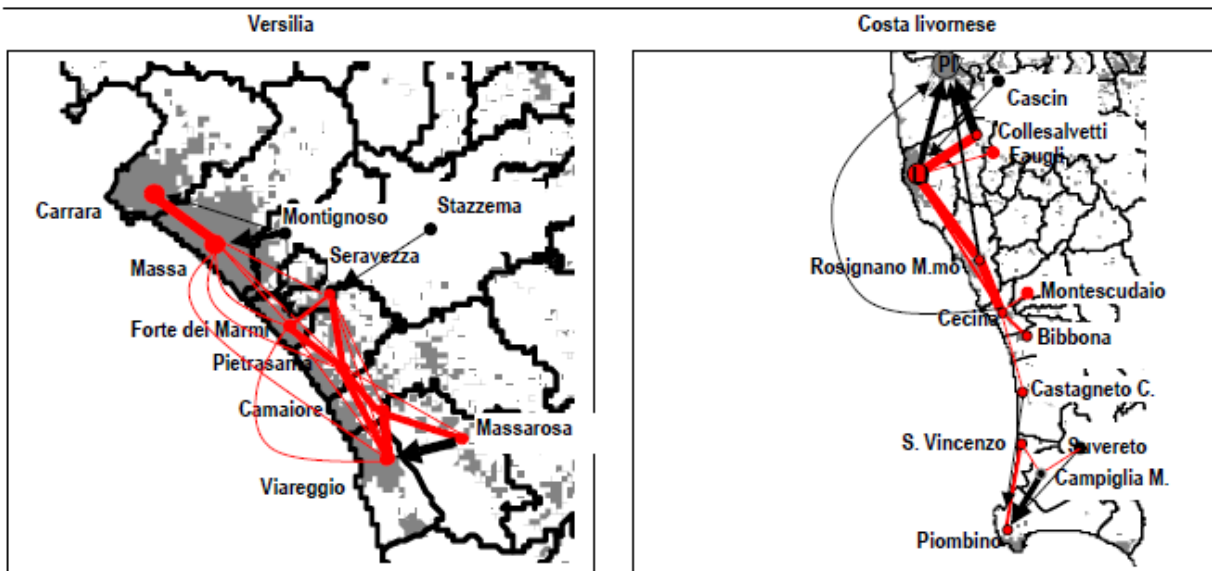 Versilia
Costa livornese
Carrara
Montignoso
Stazzema
Massa
Seravezza
Forte dei Marmi
Pietrasanta
Camaiore
Massarosa
Viareggio
PI
Cascin
Collesalvetti
Faugli
LI
Rosignano M.mo
Montescudaio
Cecina
Bibbona
Castagneto C.
S. Vincenzo
Suvereto
Campiglia M.
Piombino